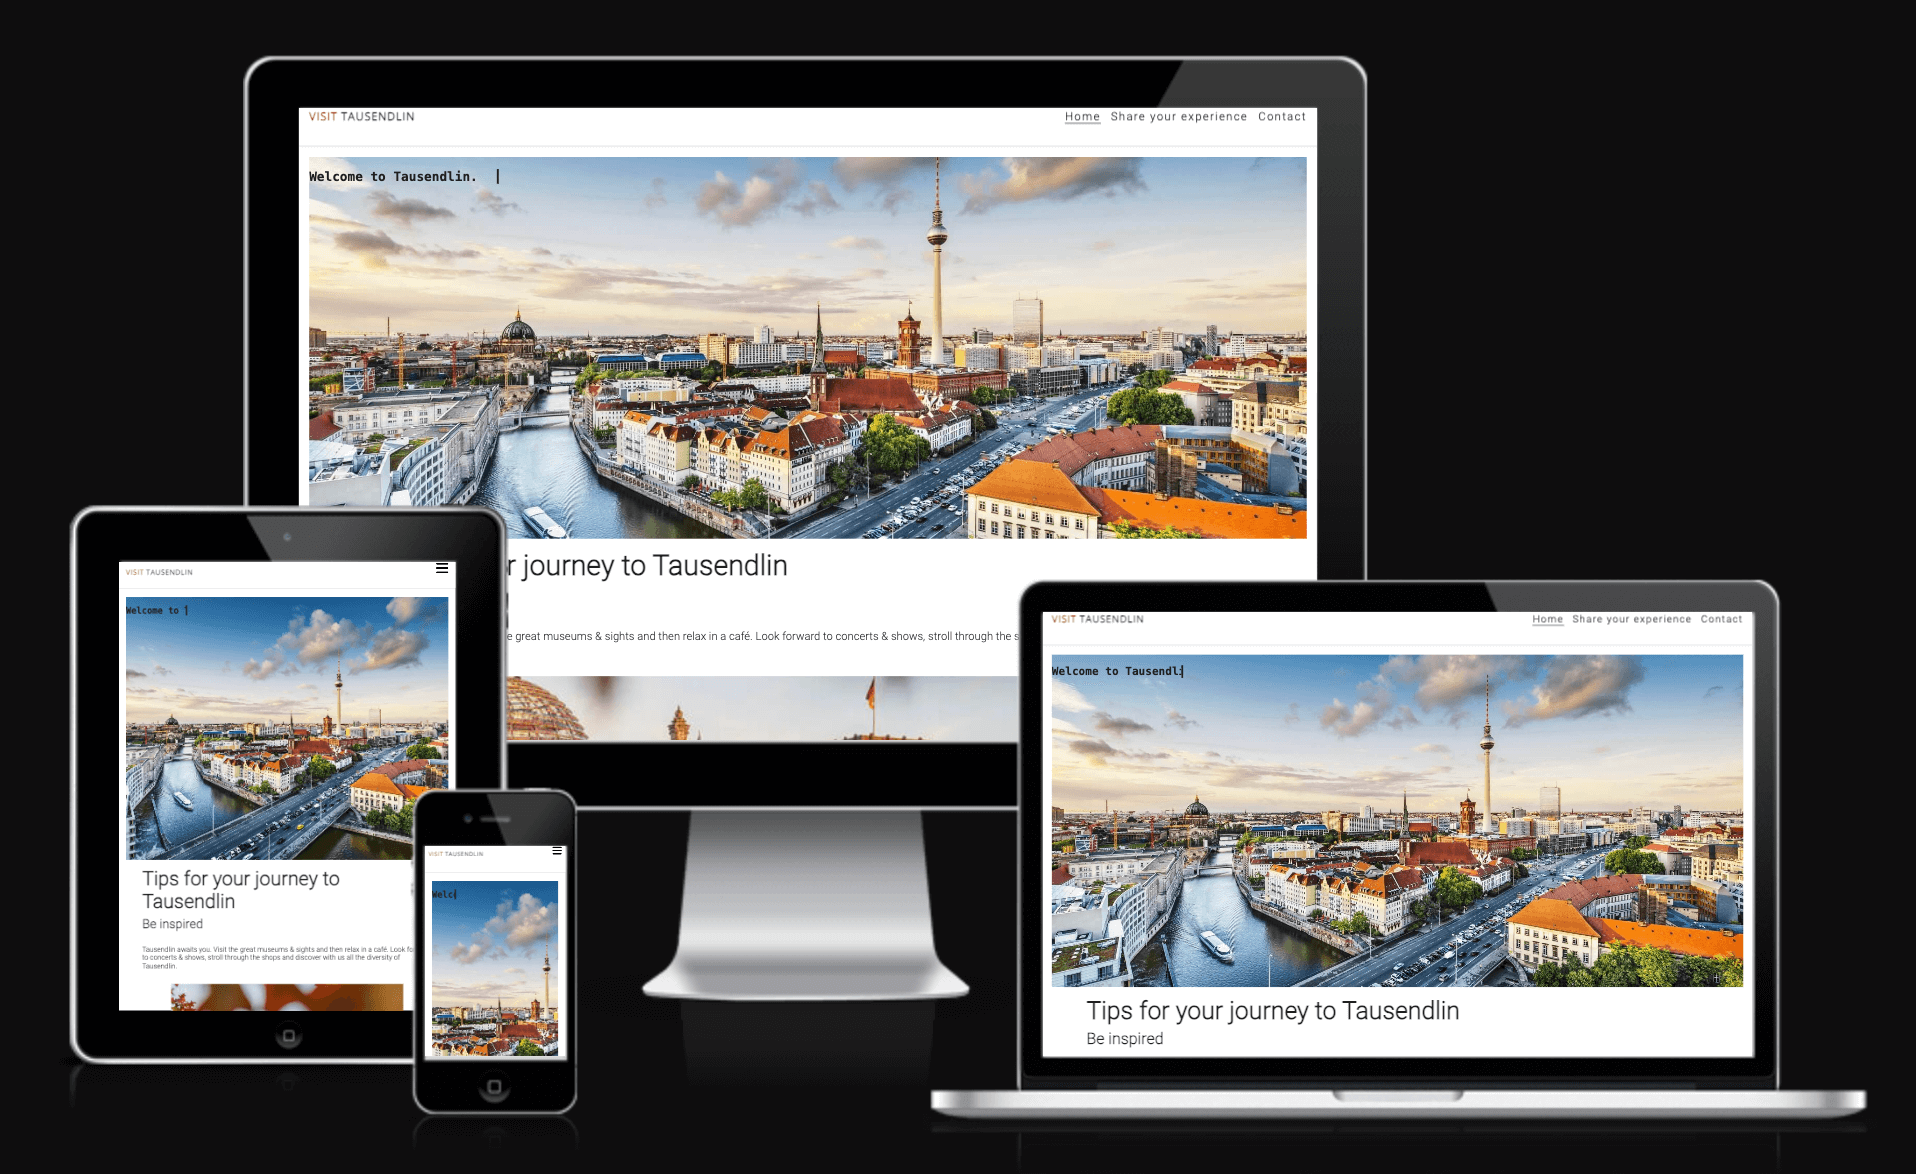 VISIT TAUSENDLIN
Home Share your experience Contact
Welcome to Tausendlin.
r journey to Tausendlin
e great museums & sights and then relax in a café. Look forward to concerts & shows, stroll through the s
VISIT TAUSENDLIN
Welcome to
Tips for your journey to
Tausendlin
Be inspired
Tausendlin awaits you. Visit the great museums & sights and then relax in a café. Look fo
to concerts & shows, stroll through the shops and discover with us all the diversity of
Tausendlin.
VISIT TAUSENDLIN
Welc
VISIT TAUSENDLIN
Home Share your experience Contact
Welcome to Tausendli
Tips for your journey to Tausendlin
Be inspired